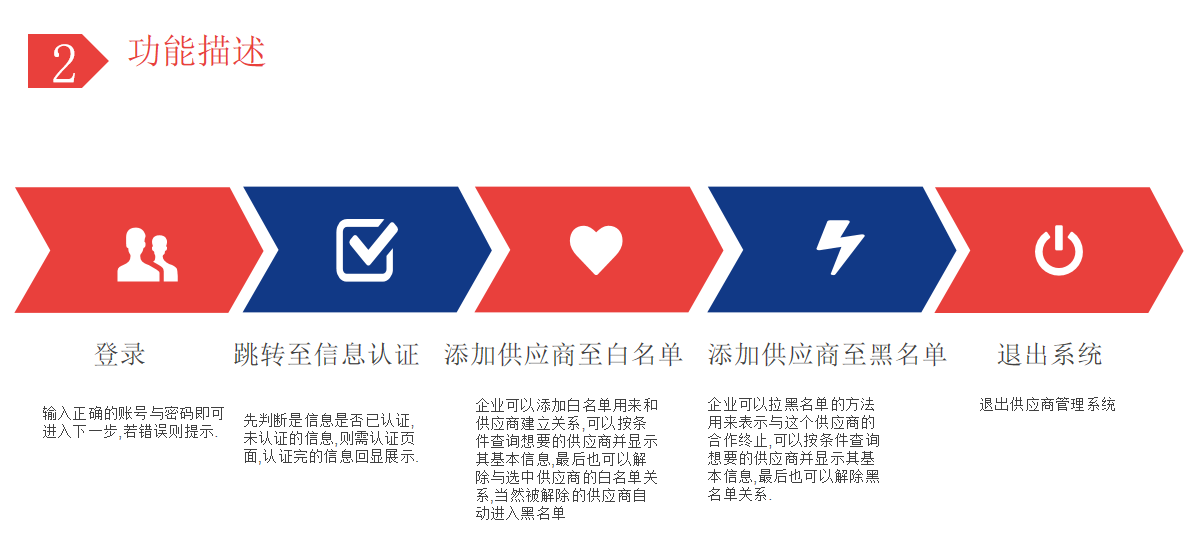 2
功能描述
登录
跳转至信息认证
添加供应商至白名单
添加供应商至黑名单
退出系统
输入正确的账号与密码即可
进入下一步,若错误则提示.
先判断是信息是否已认证,
未认证的信息,则需认证页
面,认证完的信息回显展示.
企业可以添加白名单用来和
供应商建立关系,可以按条
件查询想要的供应商并显示
其基本信息,最后也可以解
除与选中供应商的白名单关
系,当然被解除的供应商自
动进入黑名单
企业可以拉黑名单的方法
用来表示与这个供应商的
合作终止,可以按条件查询
想要的供应商并显示其基
本信息,最后也可以解除黑
名单关系.
退出供应商管理系统